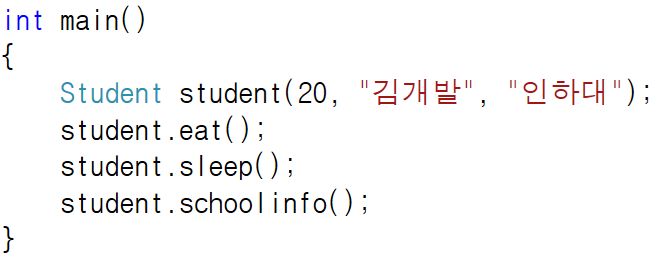 int main()
{
    Student student(20, "김개발", "인하대");
    student.eat();
    student.sleep();
    student.schoolinfo();
}